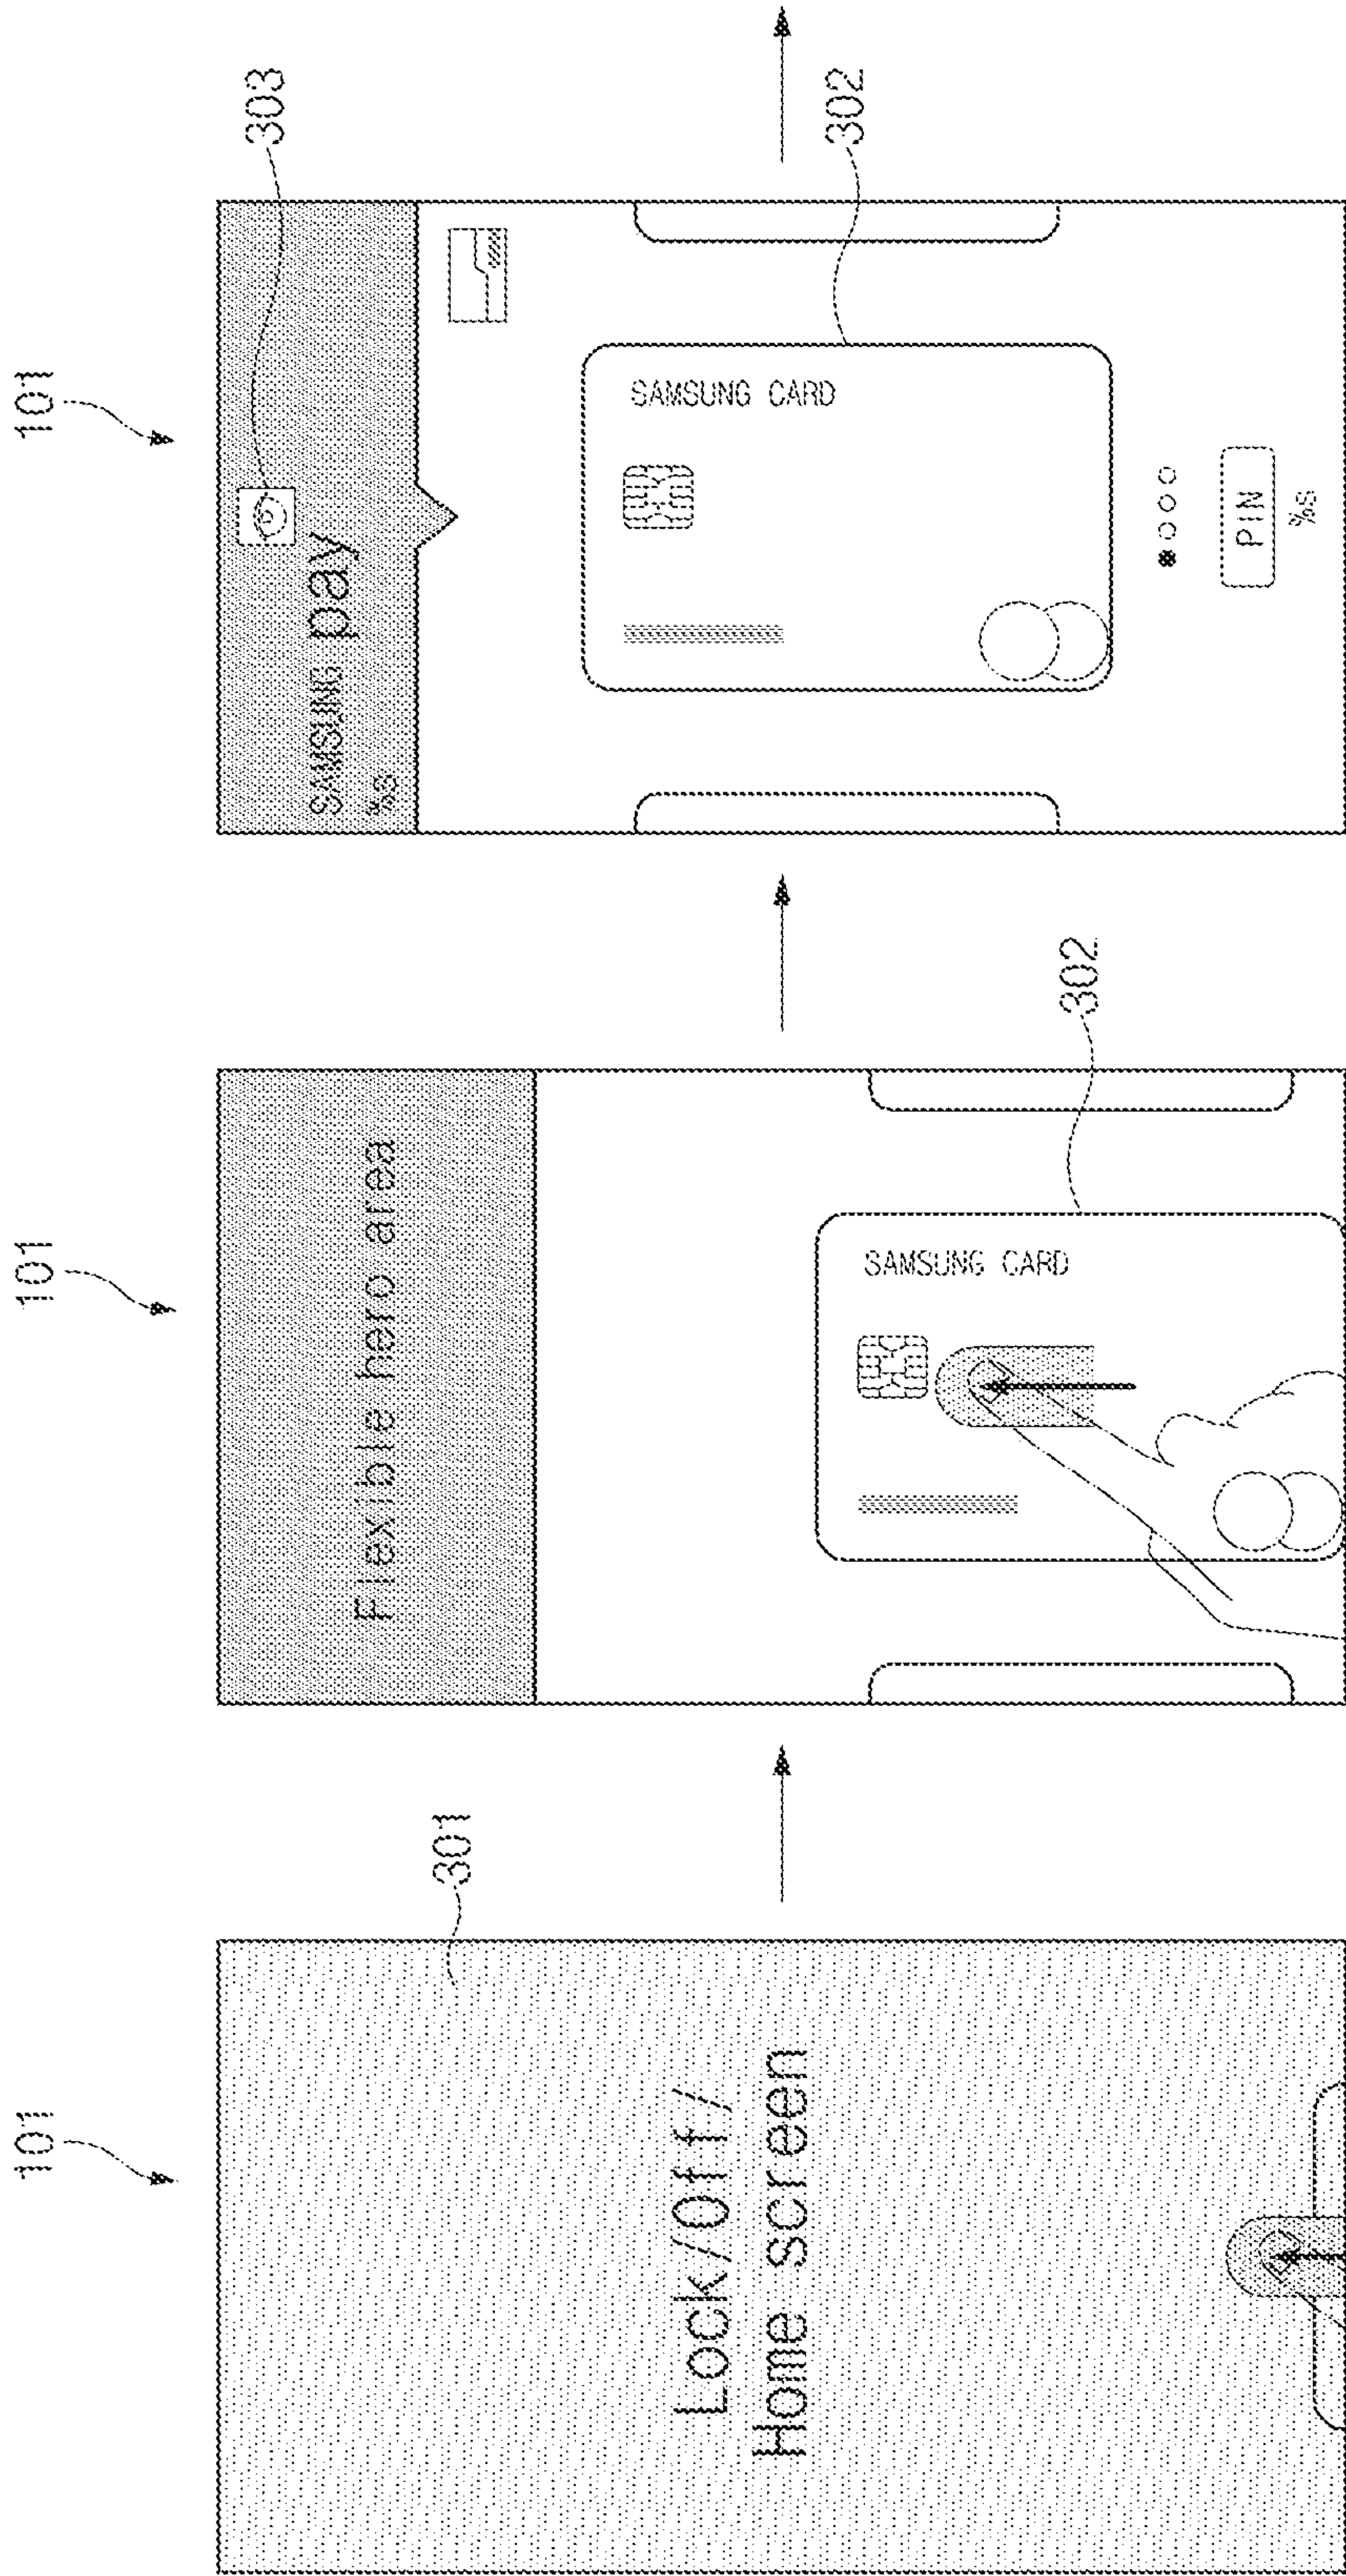 101
301
Lock/Off/
Home screen
101
Flexible hero area
302
SAMSUNG CARD
101
303
SAMSUNG pay
%s
302
SAMSUNG CARD
PIN
%s